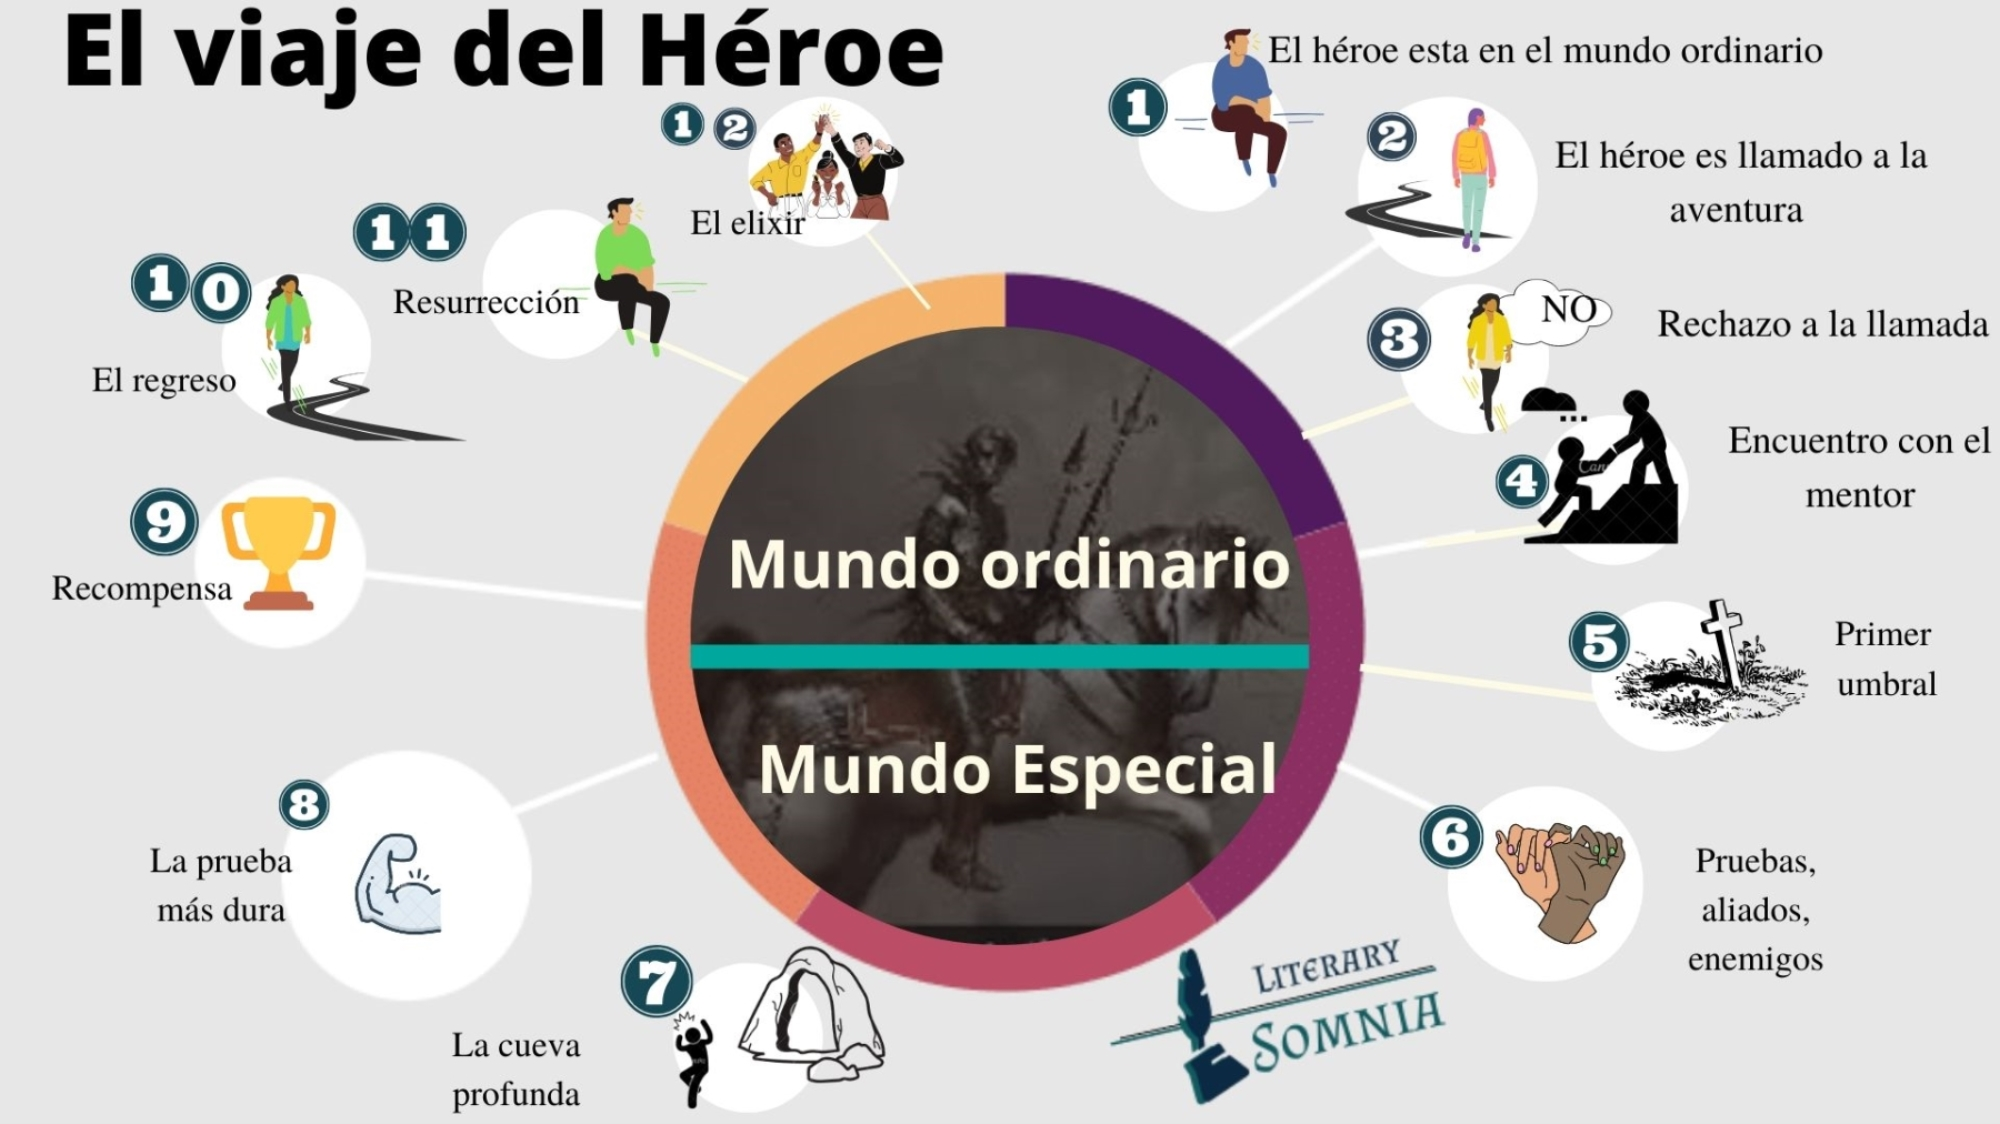 El viaje del Héroe
1
El héroe esta en el mundo ordinario
2
El héroe es llamado a la
aventura
3
NO
Rechazo a la llamada
4
Encuentro con el
mentor
5
Primer
umbral
6
Pruebas,
aliados,
enemigos
7
La cueva
profunda
8
La prueba
más dura
9
Recompensa
10
El regreso
11
Resurrección
12
El elixir
Mundo ordinario
Mundo Especial
LITERARY
SOMNIA